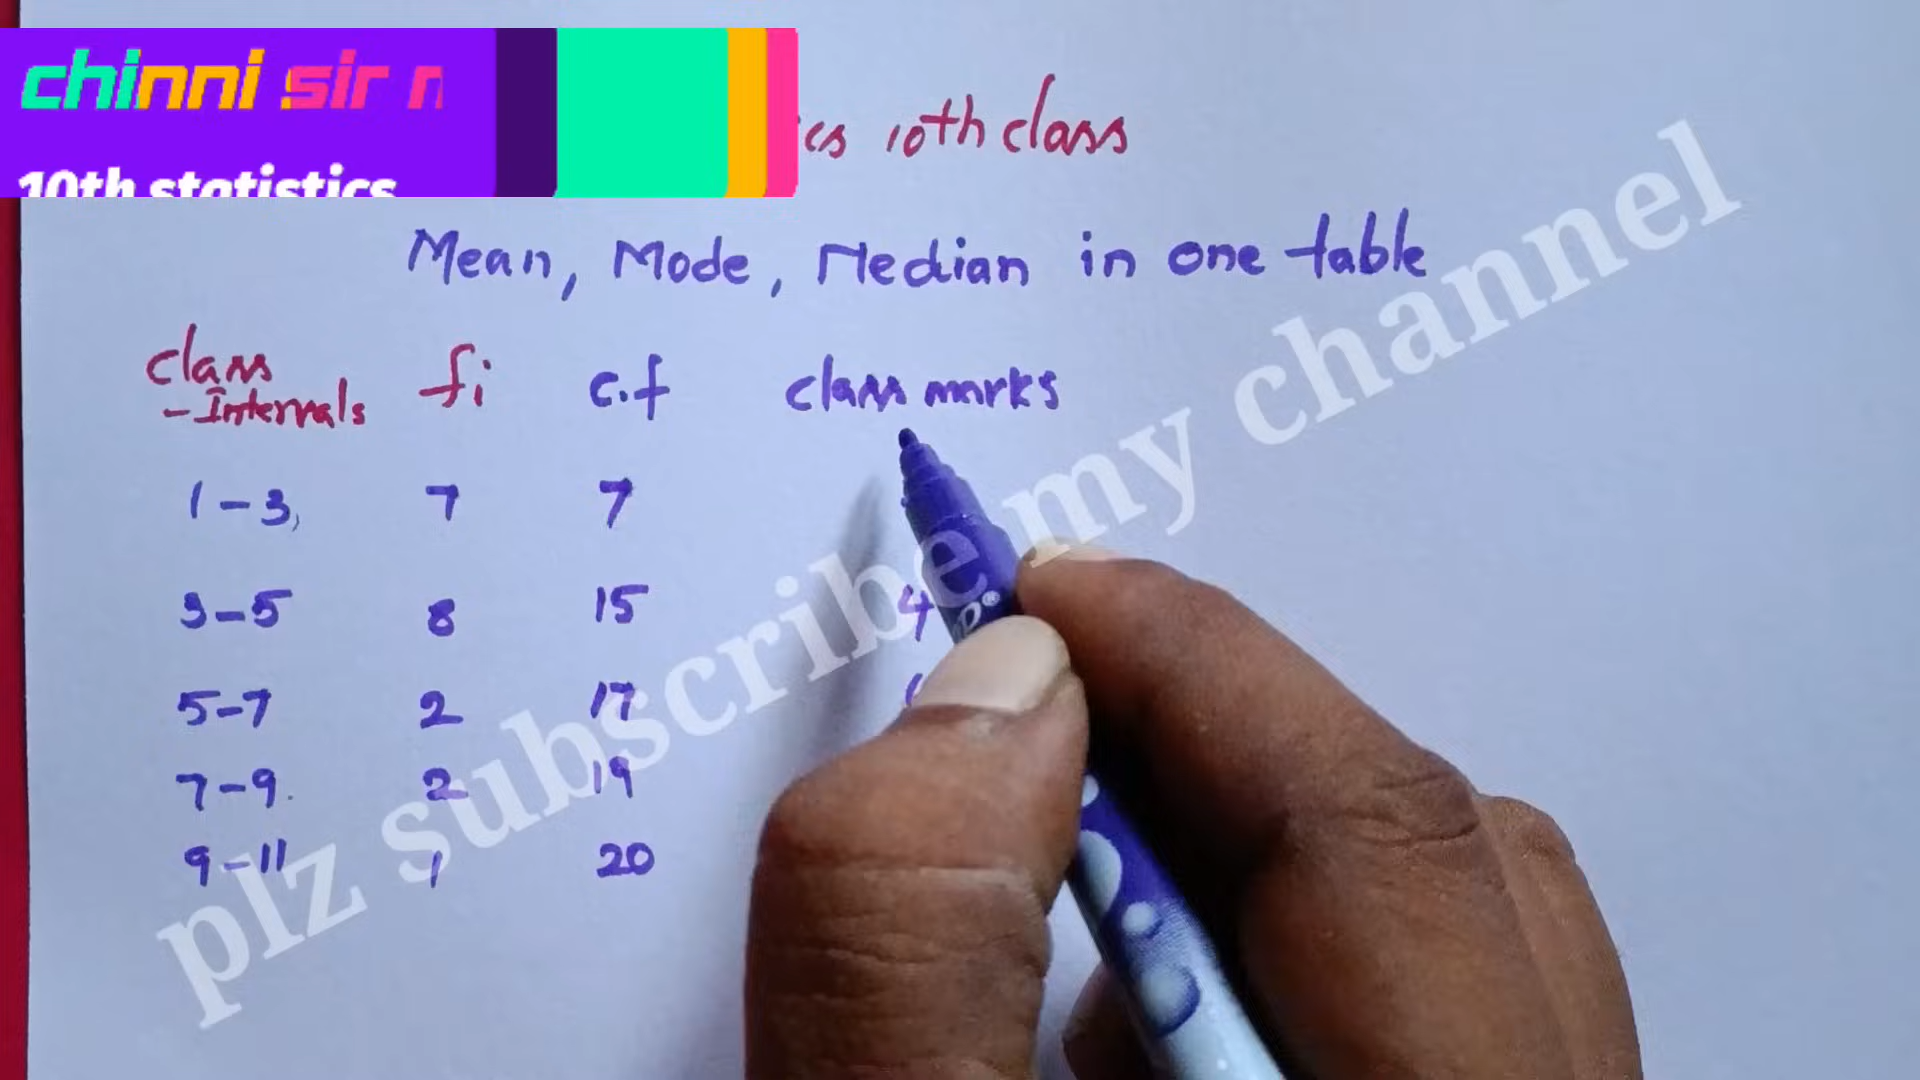 chinni sir
10th statistics
ics 10th class
Mean, Mode, Median in one table
class fi c.f class marks
- Intervals
1-3, 7 7
3-5 8 15 4
5-7 2 17
7-9. 2 19
9-11 1 20
plz subscribe my channel